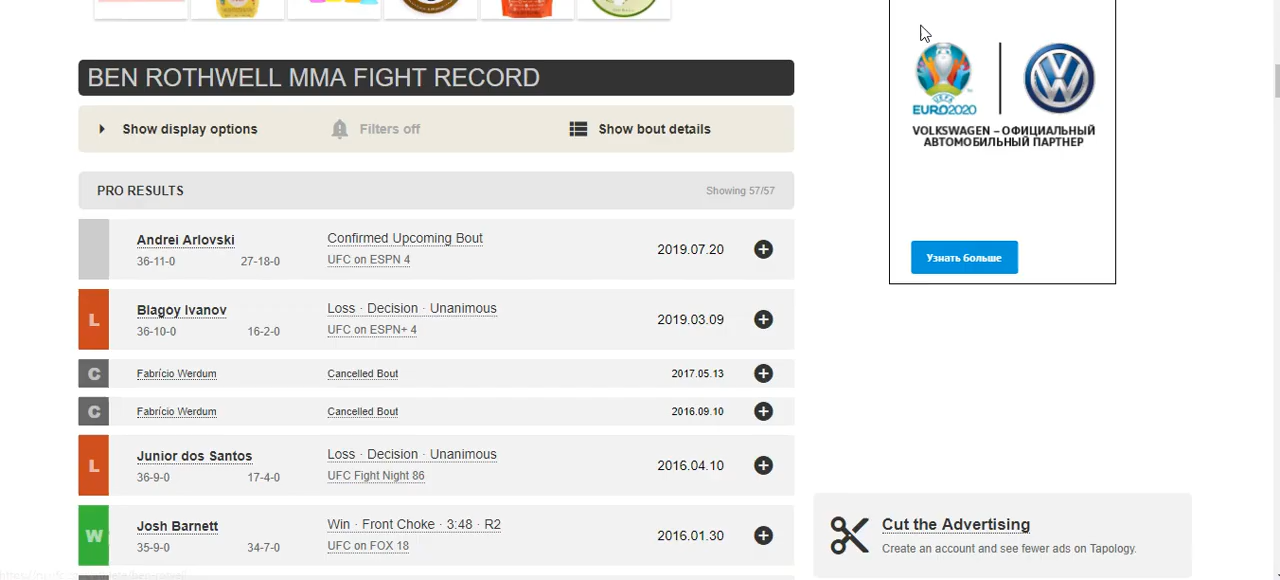 BEN ROTHWELL MMA FIGHT RECORD
Show display options Filters off Show bout details
PRO RESULTS Showing 57/57
Andrei Arlovski Confirmed Upcoming Bout 2019.07.20
36-11-0 27-18-0 UFC on ESPN 4
L Blagoy Ivanov Loss · Decision · Unanimous 2019.03.09
36-10-0 16-2-0 UFC on ESPN+ 4
C Fabrício Werdum Cancelled Bout 2017.05.13
C Fabrício Werdum Cancelled Bout 2016.09.10
L Junior dos Santos Loss · Decision · Unanimous 2016.04.10
36-9-0 17-4-0 UFC Fight Night 86
W Josh Barnett Win · Front Choke · 3:48 · R2 2016.01.30
35-9-0 34-7-0 UFC on FOX 18
EURO2020
VOLKSWAGEN – ОФИЦИАЛЬНЫЙ
АВТОМОБИЛЬНЫЙ ПАРТНЕР
Узнать больше
Cut the Advertising
Create an account and see fewer ads on Tapology.